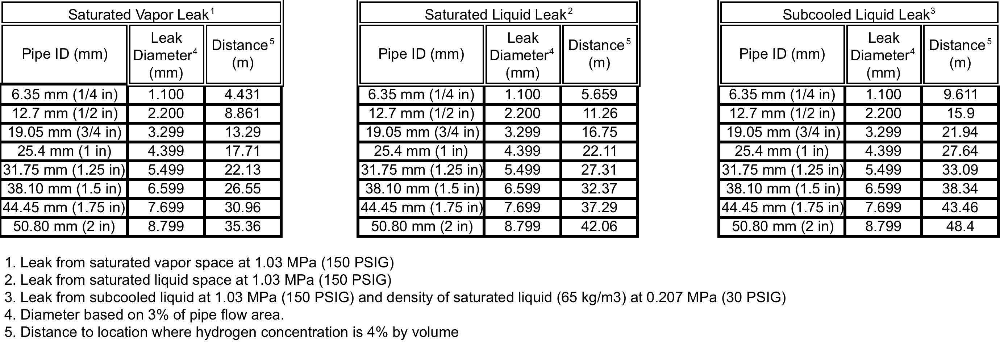 Saturated Vapor Leak1
Pipe ID (mm) Leak Diameter4 (mm) Distance5 (m)
6.35 mm (1/4 in) 1.100 4.431
12.7 mm (1/2 in) 2.200 8.861
19.05 mm (3/4 in) 3.299 13.29
25.4 mm (1 in) 4.399 17.71
31.75 mm (1.25 in) 5.499 22.13
38.10 mm (1.5 in) 6.599 26.55
44.45 mm (1.75 in) 7.699 30.96
50.80 mm (2 in) 8.799 35.36
Saturated Liquid Leak2
Pipe ID (mm) Leak Diameter4 (mm) Distance5 (m)
6.35 mm (1/4 in) 1.100 5.659
12.7 mm (1/2 in) 2.200 11.26
19.05 mm (3/4 in) 3.299 16.75
25.4 mm (1 in) 4.399 22.11
31.75 mm (1.25 in) 5.499 27.31
38.10 mm (1.5 in) 6.599 32.37
44.45 mm (1.75 in) 7.699 37.29
50.80 mm (2 in) 8.799 42.06
Subcooled Liquid Leak3
Pipe ID (mm) Leak Diameter4 (mm) Distance5 (m)
6.35 mm (1/4 in) 1.100 9.611
12.7 mm (1/2 in) 2.200 15.9
19.05 mm (3/4 in) 3.299 21.94
25.4 mm (1 in) 4.399 27.64
31.75 mm (1.25 in) 5.499 33.09
38.10 mm (1.5 in) 6.599 38.34
44.45 mm (1.75 in) 7.699 43.46
50.80 mm (2 in) 8.799 48.4
1. Leak from saturated vapor space at 1.03 MPa (150 PSIG)
2. Leak from saturated liquid space at 1.03 MPa (150 PSIG)
3. Leak from subcooled liquid at 1.03 MPa (150 PSIG) and density of saturated liquid (65 kg/m3) at 0.207 MPa (30 PSIG)
4. Diameter based on 3% of pipe flow area.
5. Distance to location where hydrogen concentration is 4% by volume